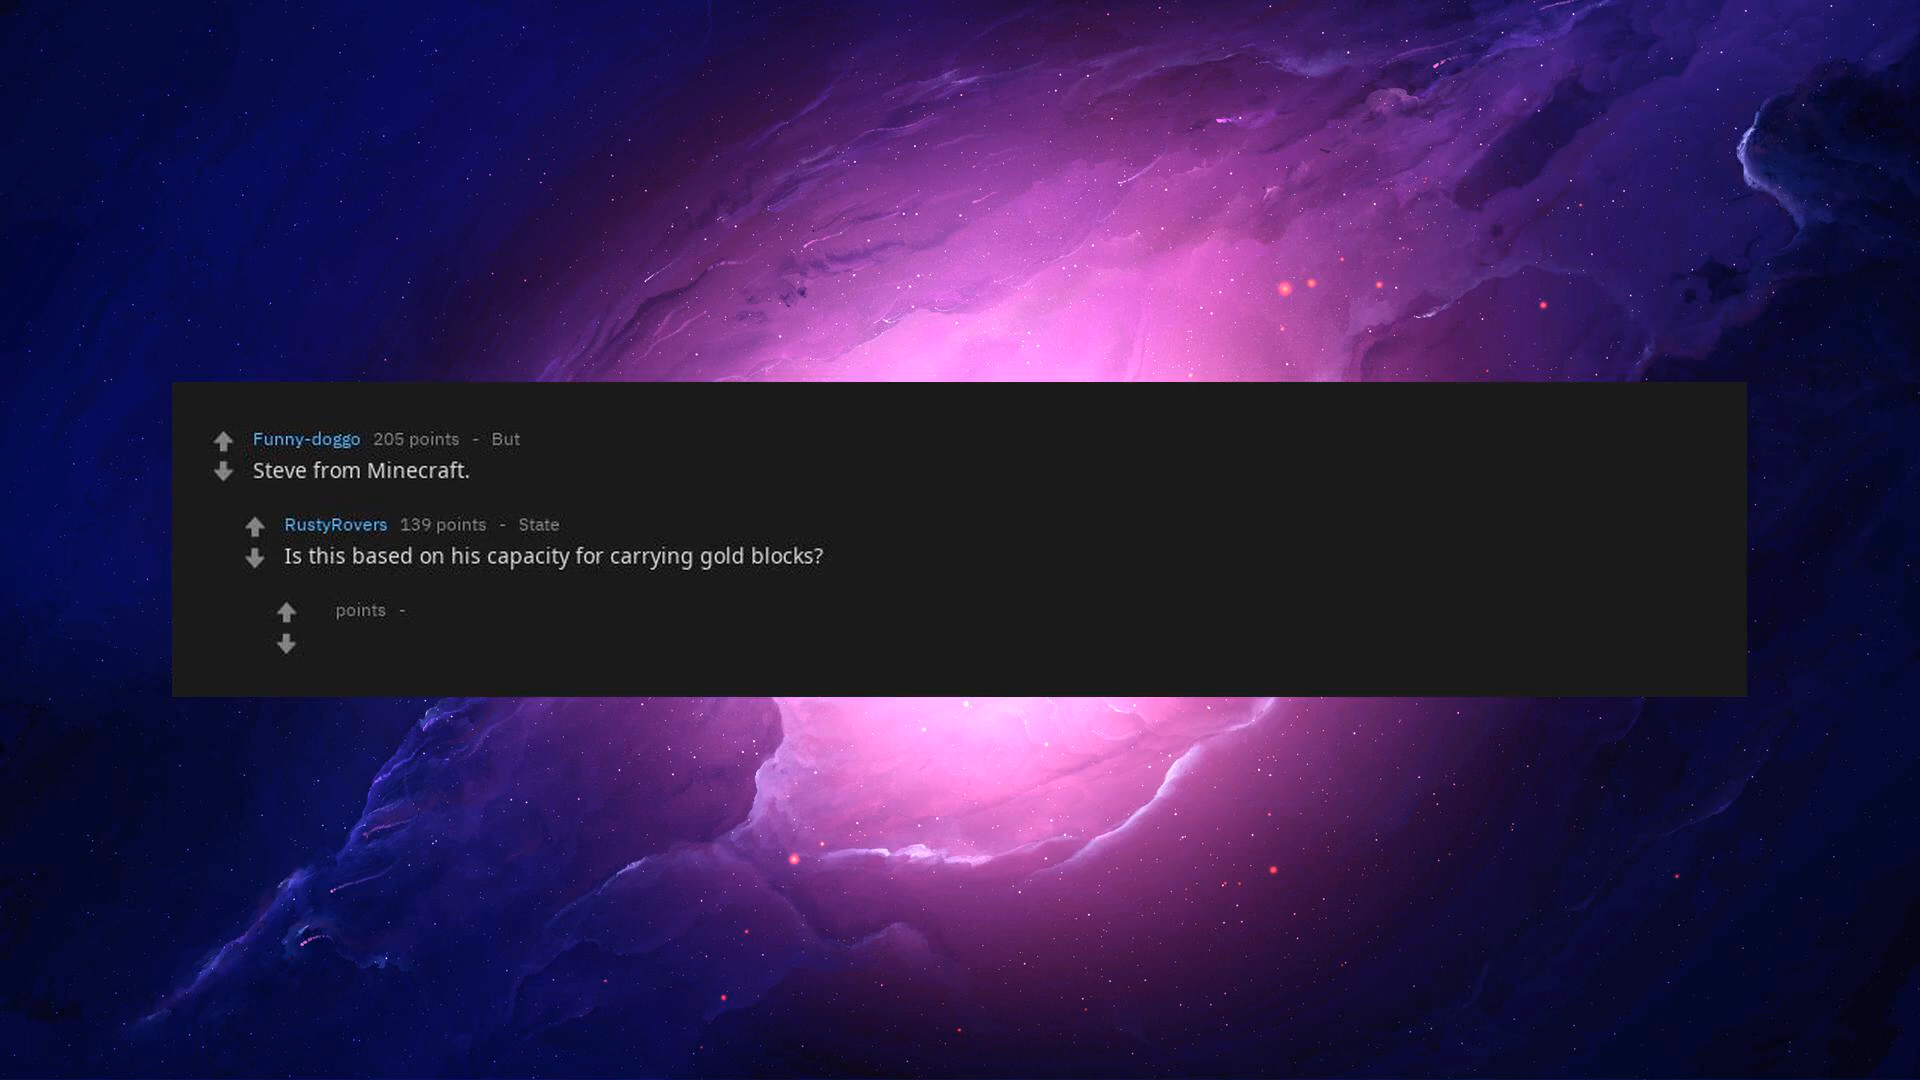 Funny-doggo 205 points - But
Steve from Minecraft.
RustyRovers 139 points - State
Is this based on his capacity for carrying gold blocks?
points -